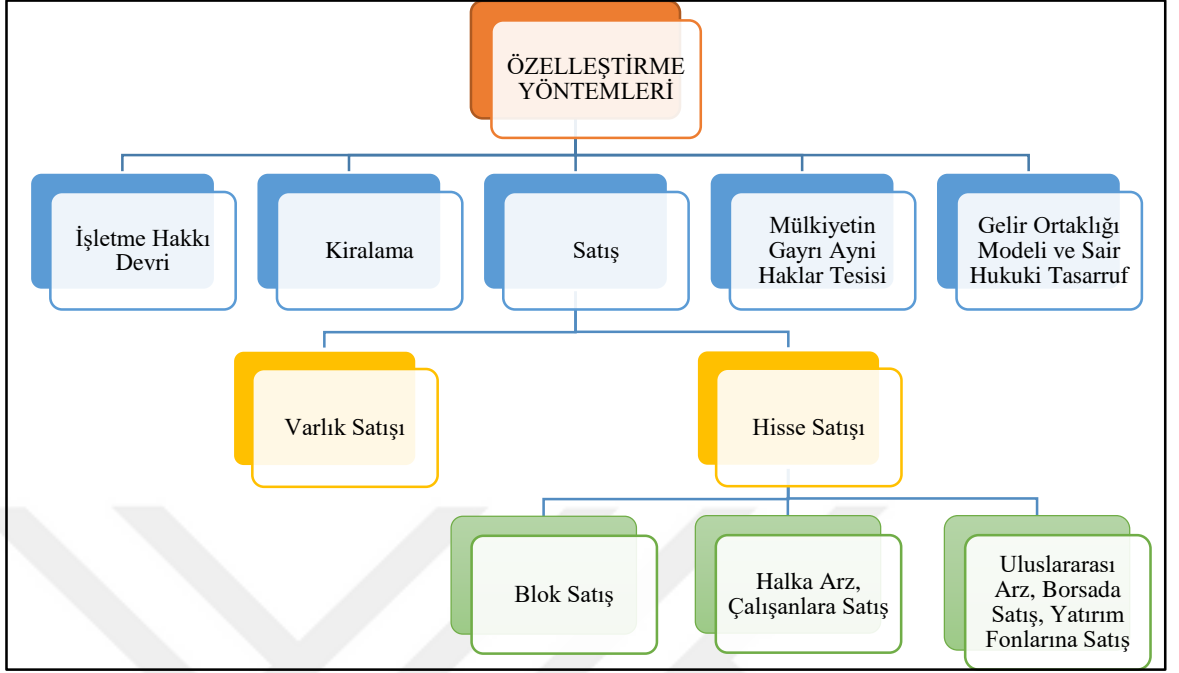 ÖZELLEŞTİRME
YÖNTEMLERİ
İşletme Hakkı
Devri
Kiralama
Satış
Mülkiyetin
Gayrı Ayni
Haklar Tesisi
Gelir Ortaklığı
Modeli ve Sair
Hukuki Tasarruf
Varlık Satışı
Hisse Satışı
Blok Satış
Halka Arz,
Çalışanlara Satış
Uluslararası
Arz, Borsada
Satış, Yatırım
Fonlarına Satış